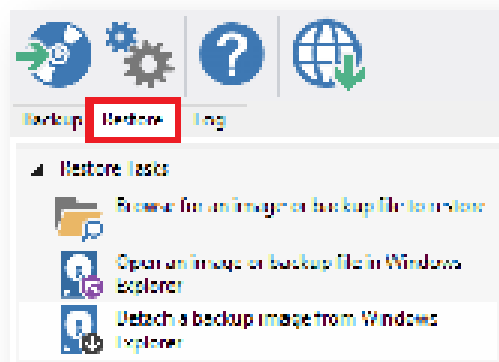 ?
Backup Restore Log
Restore Tasks
Browse for an image or backup file to restore
Open an image or backup file in Windows
Explorer
Detach a backup image from Windows
Explorer